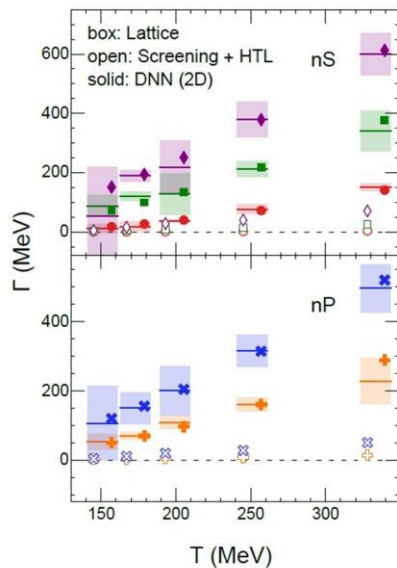 box: Lattice
open: Screening + HTL
solid: DNN (2D)
nS
600
400
200
0
nP
400
200
0
Γ (MeV)
150
200
250
300
T (MeV)